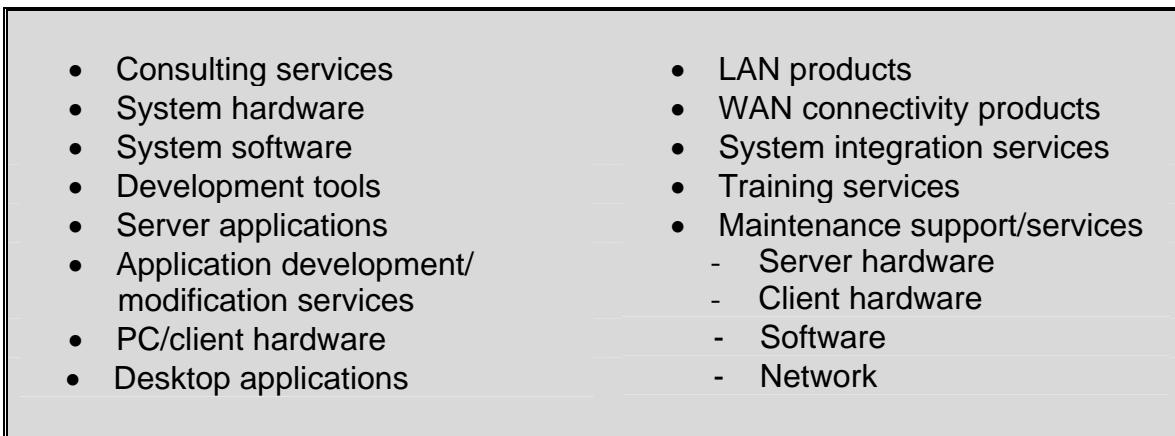 • Consulting services
• System hardware
• System software
• Development tools
• Server applications
• Application development/
modification services
• PC/client hardware
• Desktop applications
• LAN products
• WAN connectivity products
• System integration services
• Training services
• Maintenance support/services
- Server hardware
- Client hardware
- Software
- Network